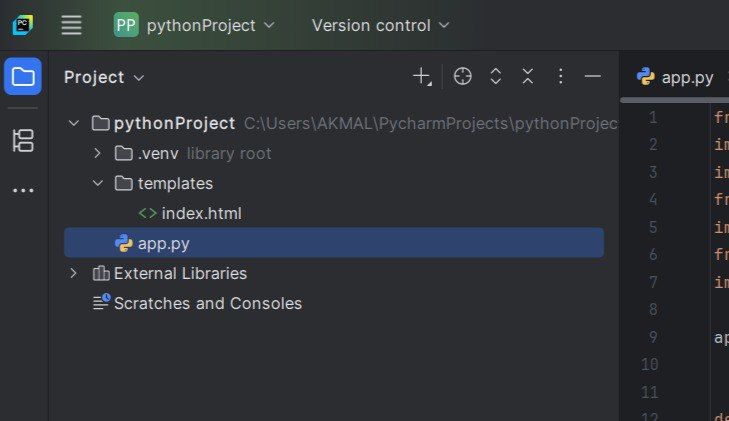 PC
PP pythonProject Version control
Project
pythonProject C:\Users\AKMAL\PycharmProjects\pythonProjec
.venv library root
templates
index.html
app.py
External Libraries
Scratches and Consoles
app.py
1 fr
2 im
3 im
4 fr
5 im
6 fr
7 im
8
9 ap
10
11
12 de